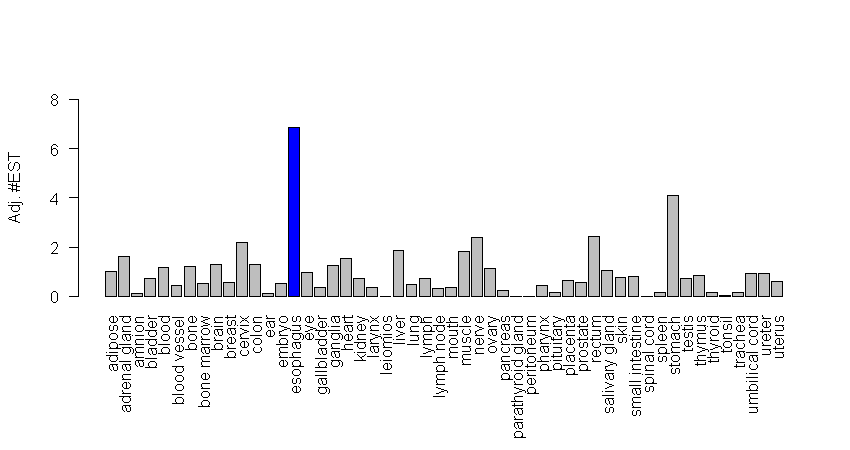 Adj. #EST
8
6
4
2
0
adipose
adrenal gland
amnion
bladder
blood
blood vessel
bone
bone marrow
brain
breast
cervix
colon
ear
embryo
esophagus
eye
gallbladder
ganglia
heart
kidney
larynx
leiomios
liver
lung
lymph
lymph node
mouth
muscle
nerve
ovary
pancreas
parathyroid gland
peritoneum
pharynx
pituitary
placenta
prostate
rectum
salivary gland
skin
small intestine
spinal cord
spleen
stomach
testis
thymus
thyroid
tonsil
trachea
umbilical cord
ureter
uterus